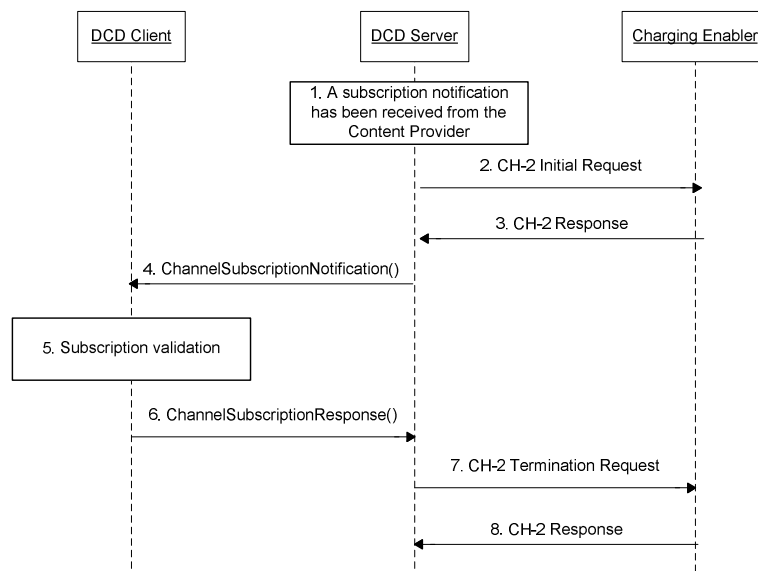 DCD Client
DCD Server
Charging Enabler
1. A subscription notification
has been received from the
Content Provider
2. CH-2 Initial Request
3. CH-2 Response
4. ChannelSubscriptionNotification()
5. Subscription validation
6. ChannelSubscriptionResponse()
7. CH-2 Termination Request
8. CH-2 Response